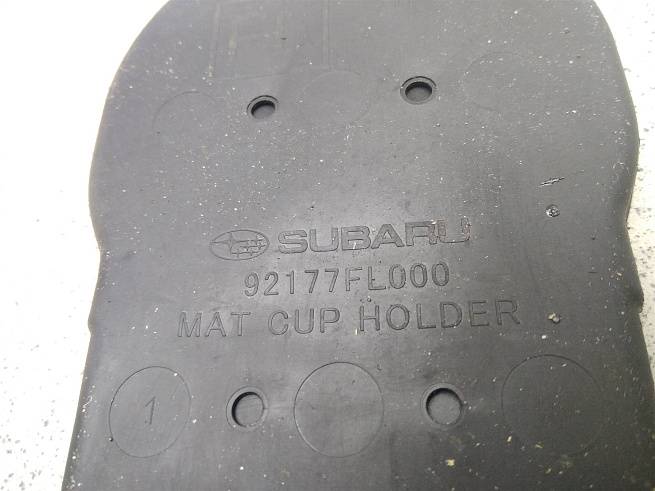 SUBARU
92177FL000
MAT CUP HOLDER
1